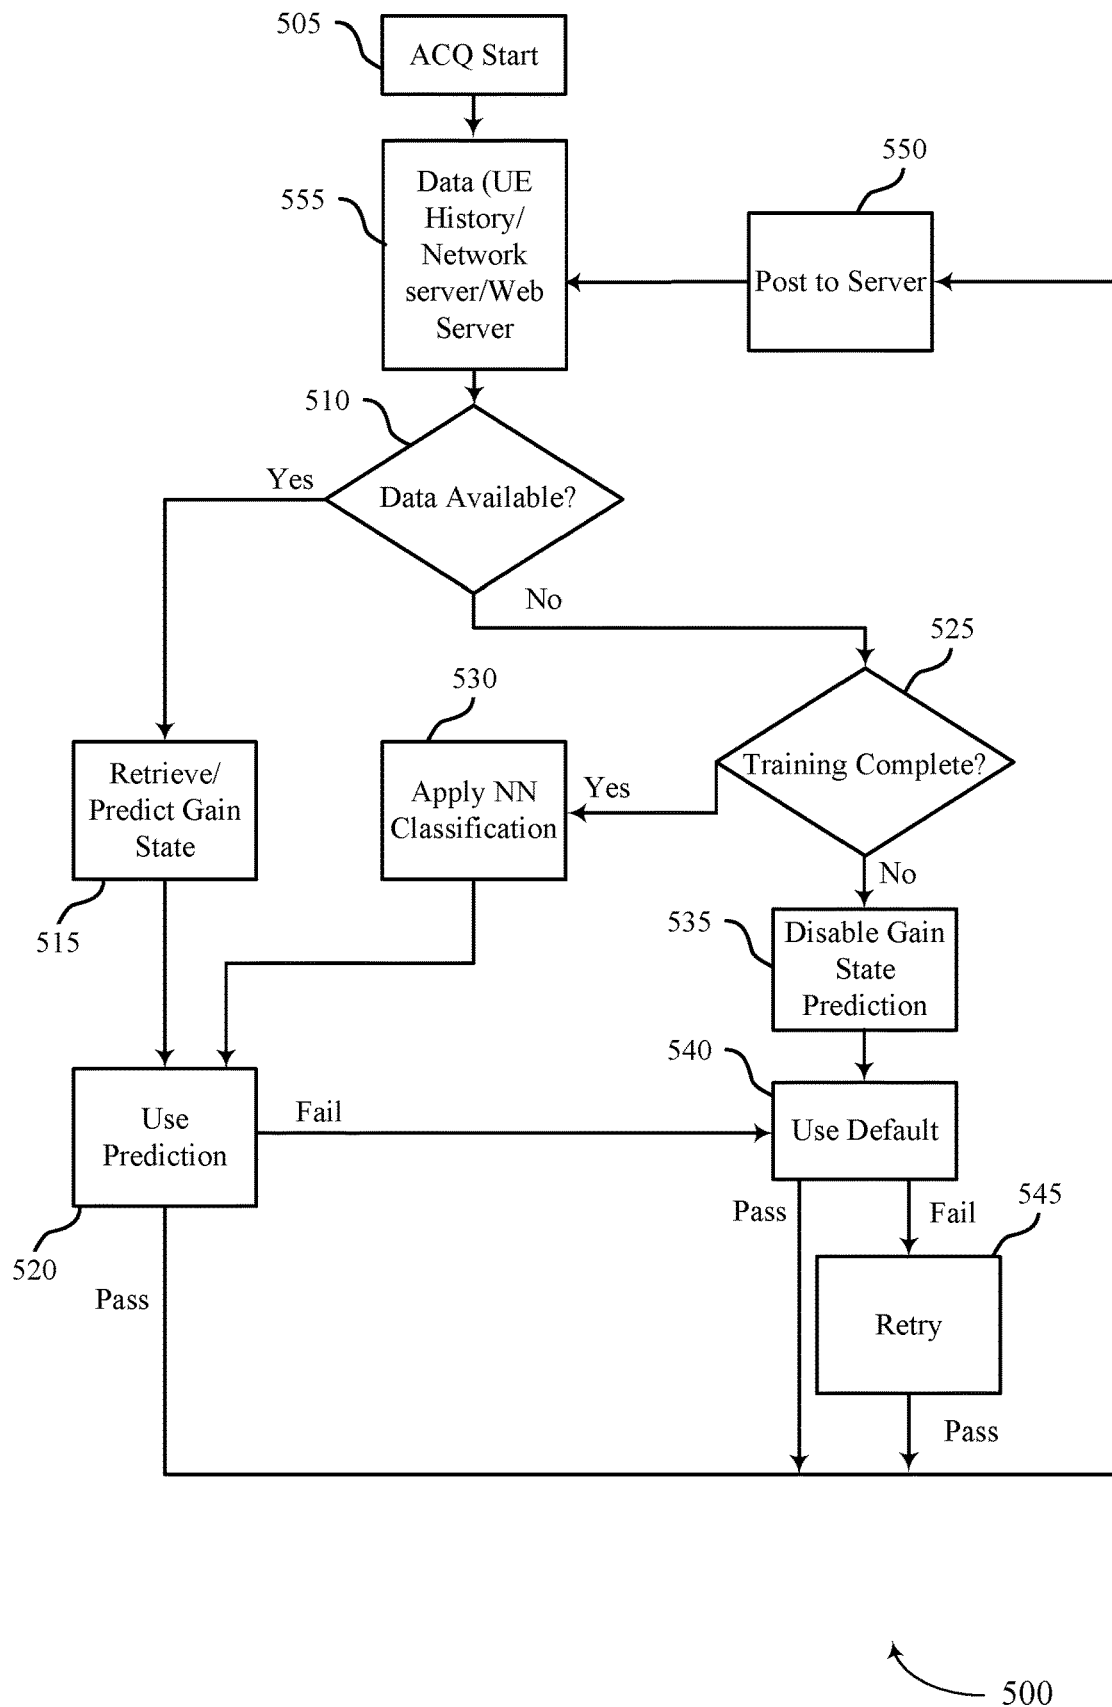 505
ACQ Start
550
555
Data (UE
History/
Network
server/Web
Server
Post to Server
510
Yes
Data Available?
No
525
530
Training Complete?
Retrieve/
Predict Gain
State
Apply NN
Classification
Yes
No
515
535
Disable Gain
State
Prediction
540
Use
Prediction
Fail
Use Default
520
Pass
Pass
Fail
545
Retry
Pass
500